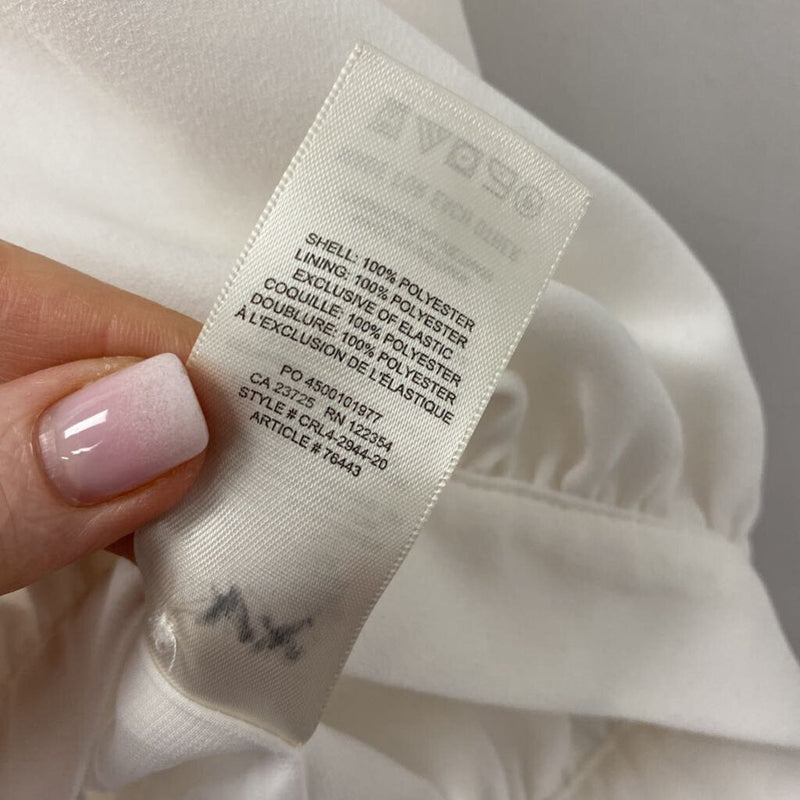 SHELL: 100% POLYESTER
LINING: 100% POLYESTER
EXCLUSIVE OF ELASTIC
COQUILLE: 100% POLYESTER
DOUBLURE: 100% POLYESTER
À L'EXCLUSION DE L'ÉLASTIQUE
PO 4500101977
CA 23725 RN 122354
STYLE # CRL4-2944-20
ARTICLE # 76443